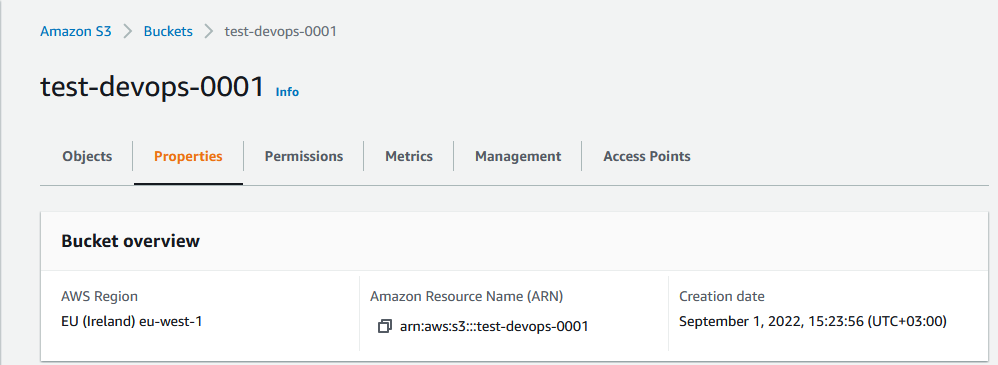 Amazon S3 > Buckets > test-devops-0001
test-devops-0001 Info
Objects Properties Permissions Metrics Management Access Points
Bucket overview
AWS Region Amazon Resource Name (ARN) Creation date
EU (Ireland) eu-west-1 arn:aws:s3:::test-devops-0001 September 1, 2022, 15:23:56 (UTC+03:00)